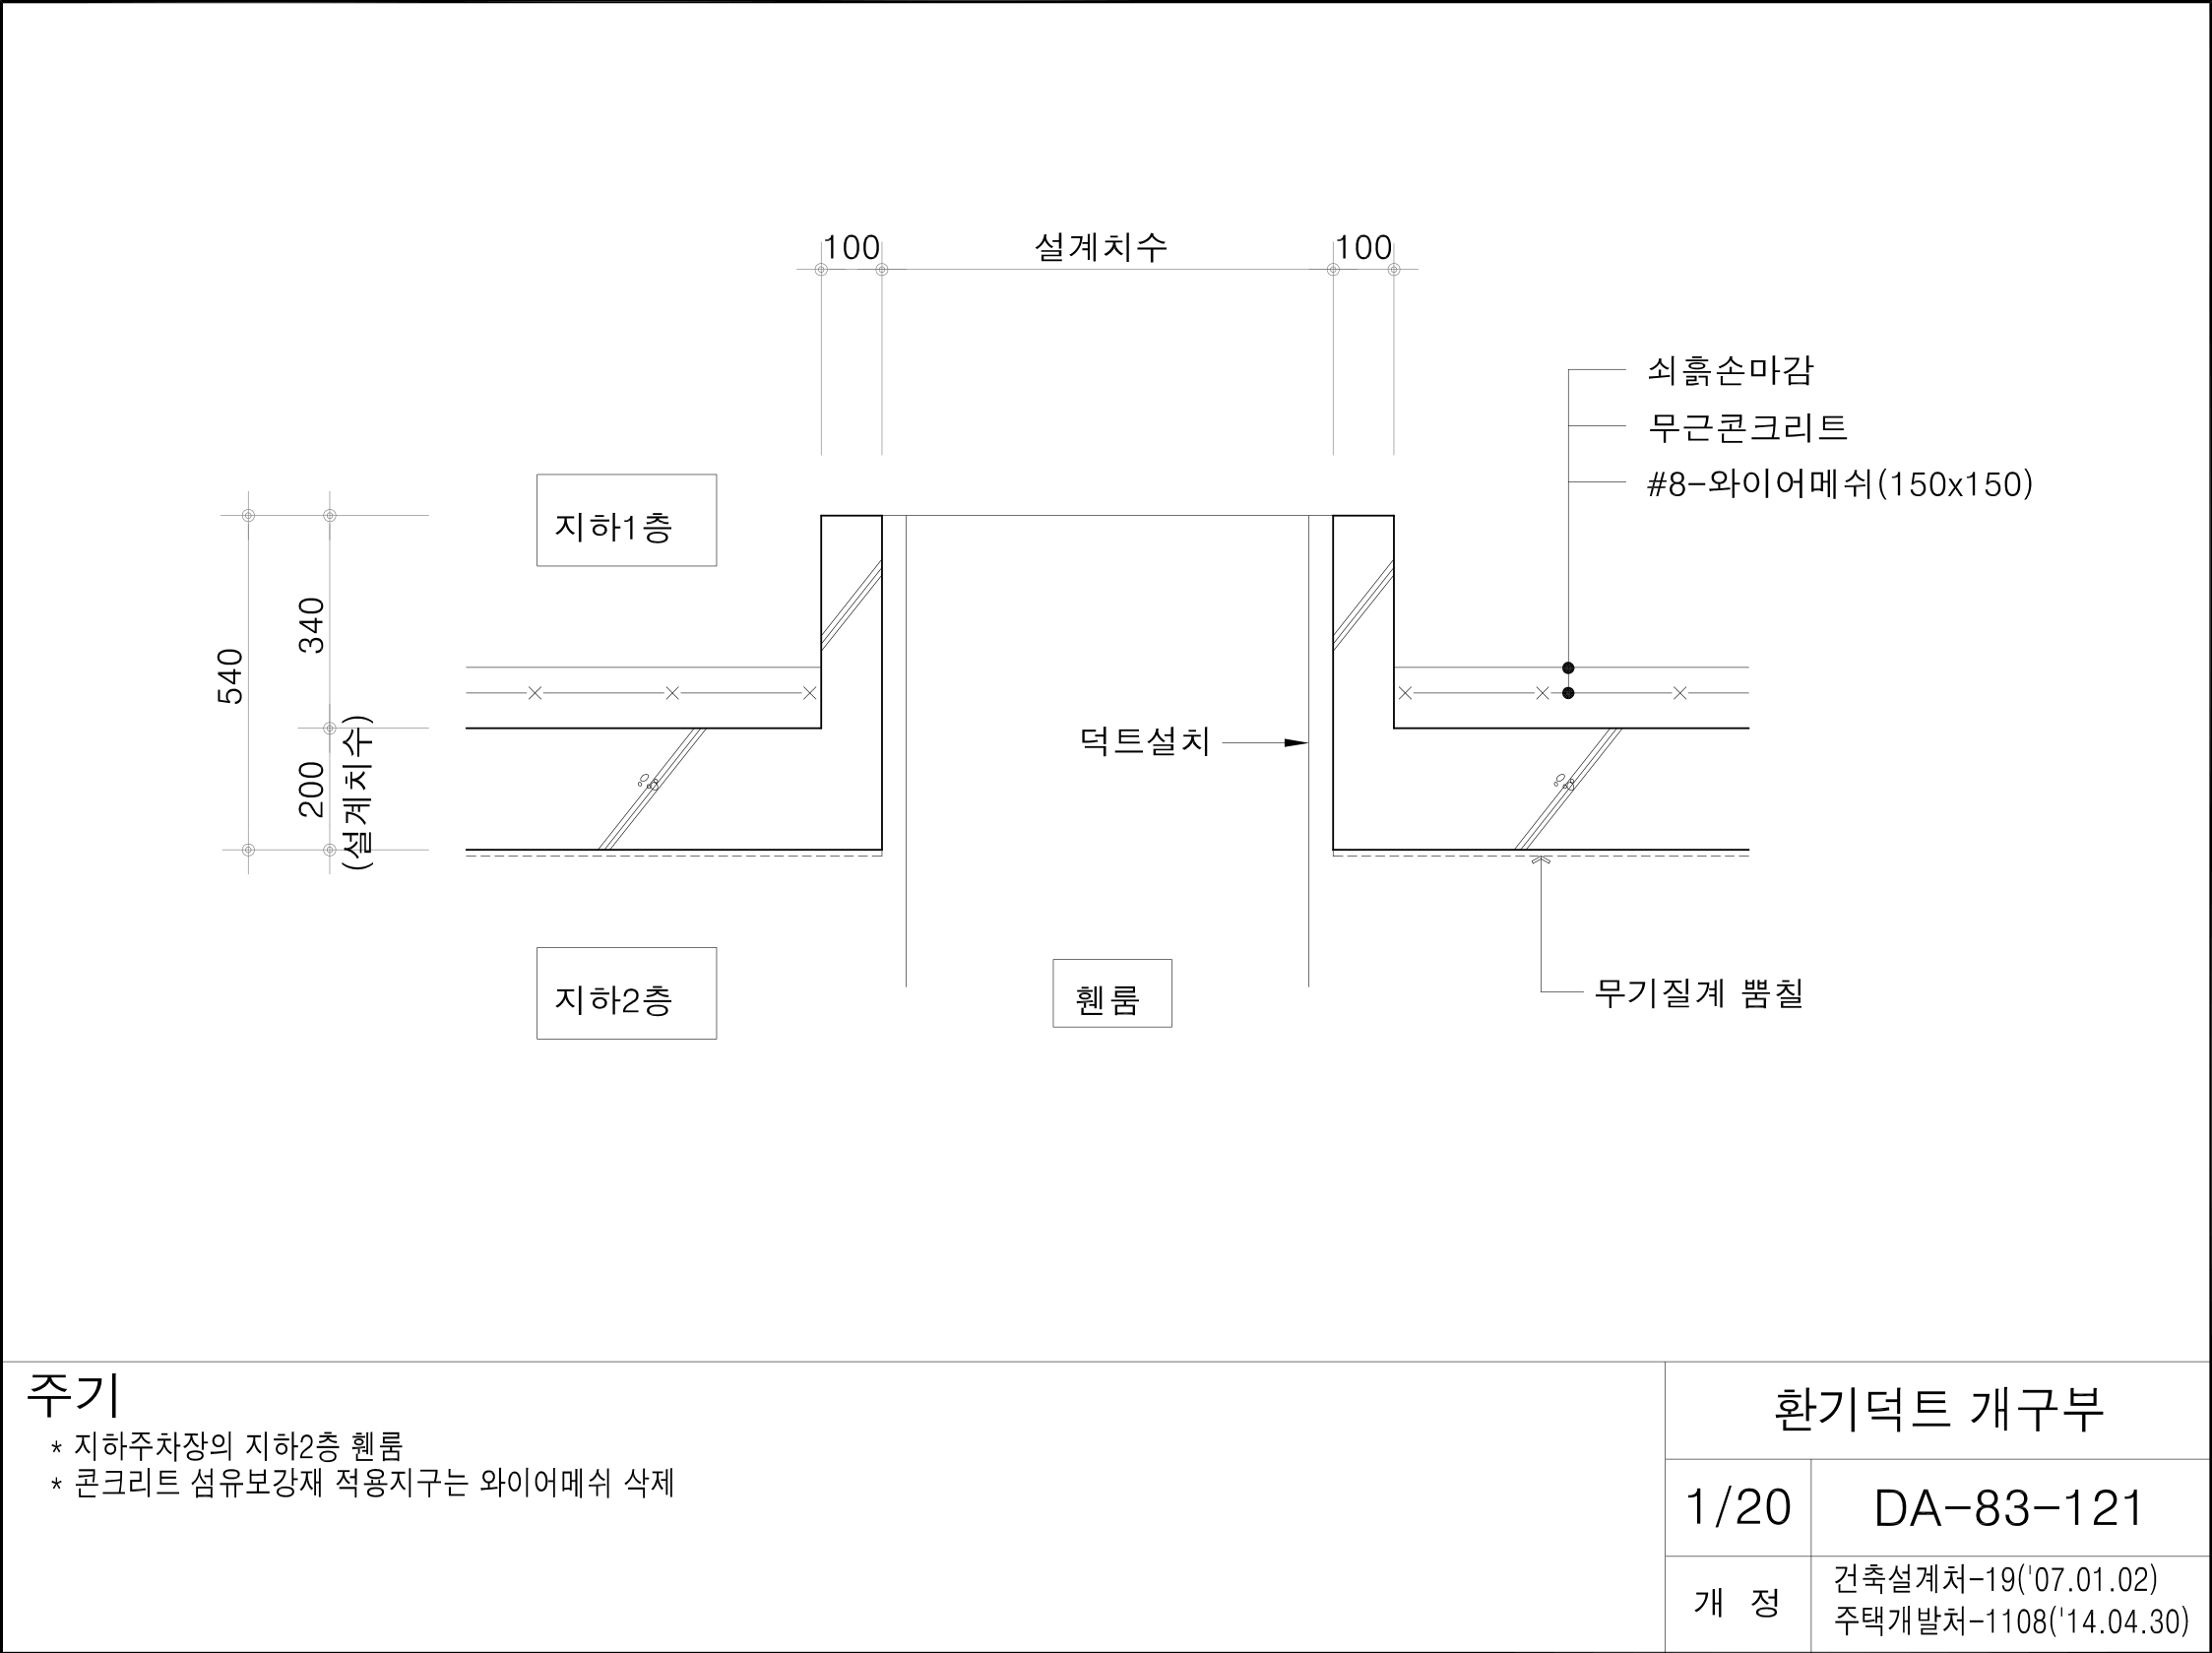 100
설계치수
100
쇠흙손마감
무근콘크리트
#8-와이어메쉬(150x150)
지하1층
340
540
200
(설계치수)
덕트설치
지하2층
휀룸
무기질계 뿜칠
주기
* 지하주차장의 지하2층 휀룸
* 콘크리트 섬유보강재 적용지구는 와이어메쉬 삭제
환기덕트 개구부
1/20
DA-83-121
개 정
건축설계처-19('07.01.02)
주택개발처-1108('14.04.30)